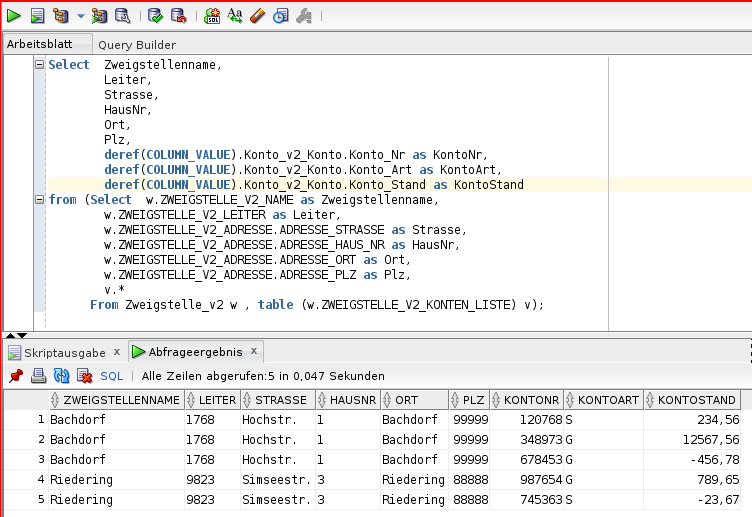 SQL
Aa
Arbeitsblatt Query Builder
Select Zweigstellenname,
Leiter,
Strasse,
HausNr,
Ort,
Plz,
deref(COLUMN_VALUE).Konto_v2_Konto.Konto_Nr as KontoNr,
deref(COLUMN_VALUE).Konto_v2_Konto.Konto_Art as KontoArt,
deref(COLUMN_VALUE).Konto_v2_Konto.Konto_Stand as KontoStand
from (Select w.ZWEIGSTELLE_V2_NAME as Zweigstellenname,
w.ZWEIGSTELLE_V2_LEITER as Leiter,
w.ZWEIGSTELLE_V2_ADRESSE.ADRESSE_STRASSE as Strasse,
w.ZWEIGSTELLE_V2_ADRESSE.ADRESSE_HAUS_NR as HausNr,
w.ZWEIGSTELLE_V2_ADRESSE.ADRESSE_ORT as Ort,
w.ZWEIGSTELLE_V2_ADRESSE.ADRESSE_PLZ as Plz,
v.*
From Zweigstelle_v2 w , table (w.ZWEIGSTELLE_V2_KONTEN_LISTE) v);
Skriptausgabe x Abfrageergebnis x
SQL | Alle Zeilen abgerufen:5 in 0,047 Sekunden
ZWEIGSTELLENNAME LEITER STRASSE HAUSNR ORT PLZ KONTONR KONTOART KONTOSTAND
1 Bachdorf 1768 Hochstr. 1 Bachdorf 99999 120768 S 234,56
2 Bachdorf 1768 Hochstr. 1 Bachdorf 99999 348973 G 12567,56
3 Bachdorf 1768 Hochstr. 1 Bachdorf 99999 678453 G -456,78
4 Riedering 9823 Simseestr. 3 Riedering 88888 987654 G 789,65
5 Riedering 9823 Simseestr. 3 Riedering 88888 745363 S -23,67